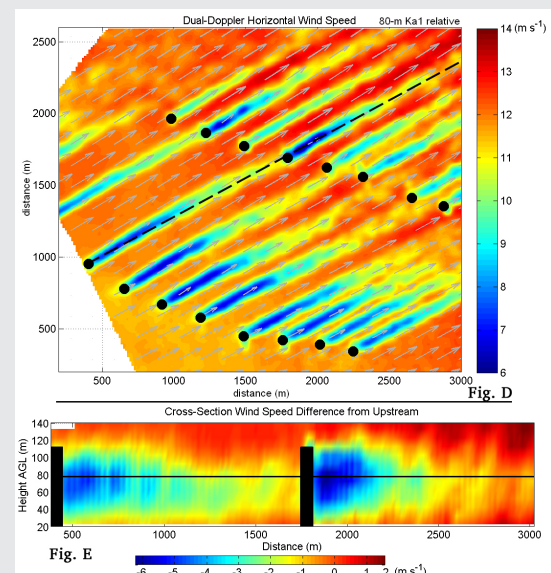 Dual-Doppler Horizontal Wind Speed
80-m Ka1 relative
14 (m s⁻¹)
2500
13
12
2000
11
distance (m)
1500
10
9
1000
8
500
7
6
500 1000 1500 2000 2500 3000
distance (m)
Fig. D
Cross-Section Wind Speed Difference from Upstream
140
120
100
80
60
40
20
Height AGL (m)
500 1000 1500 2000 2500 3000
Distance (m)
Fig. E
-6 -5 -4 -3 -2 -1 0 1 2 (m s⁻¹)